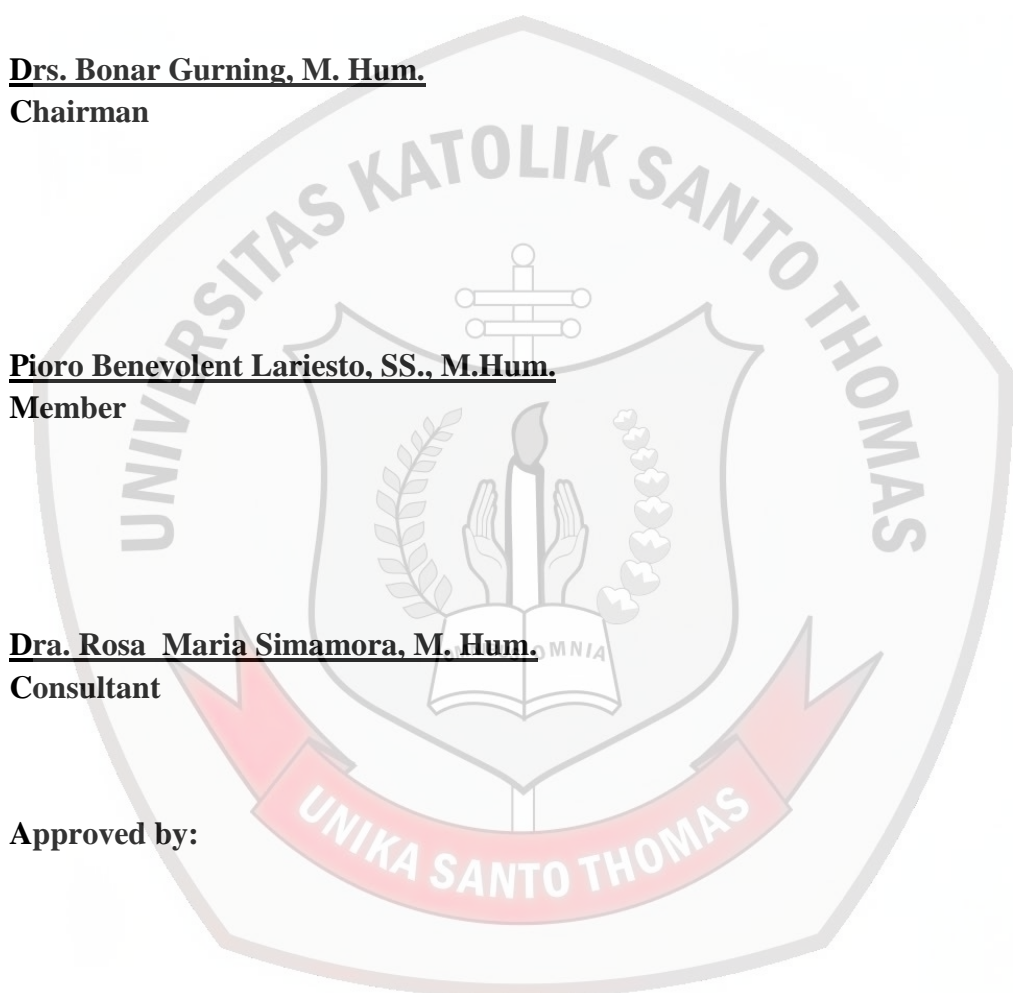 Drs. Bonar Gurning, M. Hum.
Chairman
UNIVERSITAS KATOLIK SANTO THOMAS
Pioro Benevolent Lariesto, SS., M.Hum.
Member
Dra. Rosa  Maria Simamora, M. Hum.
OMNIA
Consultant
UNIKA SANTO THOMAS
Approved by: